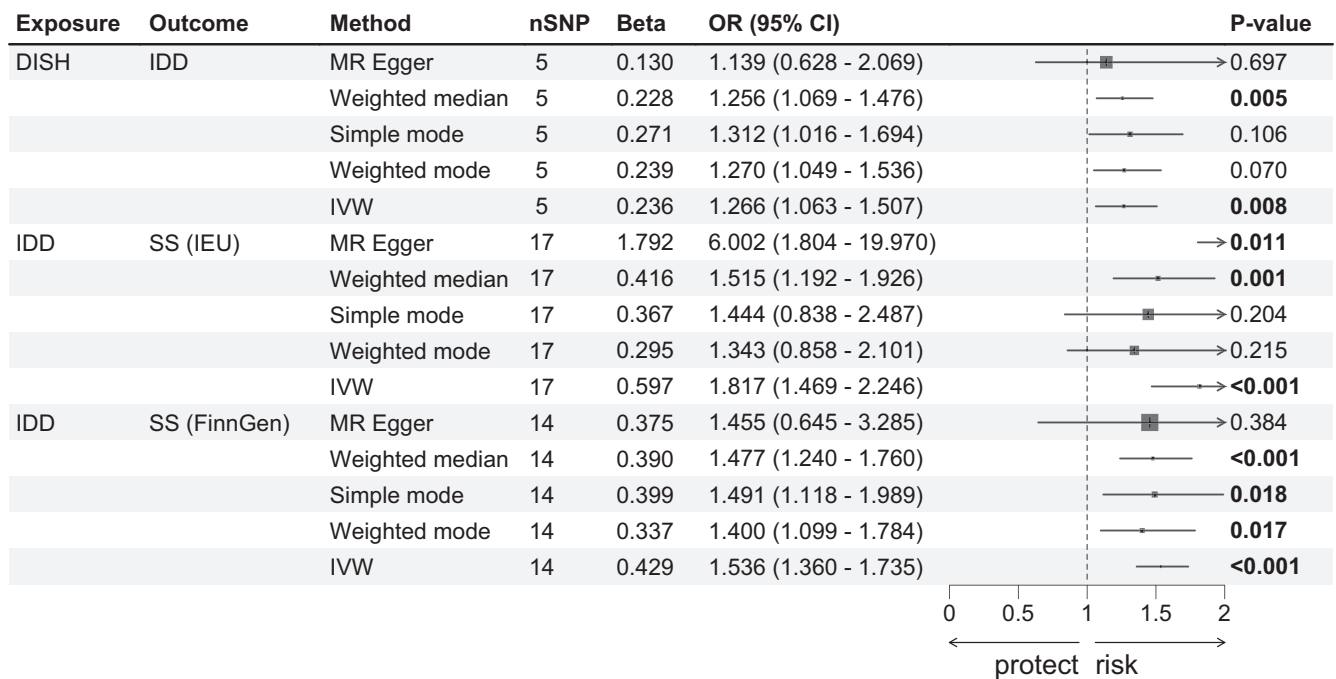 Exposure Outcome Method nSNP Beta OR (95% CI) P-value
DISH IDD MR Egger 5 0.130 1.139 (0.628 - 2.069) 0.697
Weighted median 5 0.228 1.256 (1.069 - 1.476) 0.005
Simple mode 5 0.271 1.312 (1.016 - 1.694) 0.106
Weighted mode 5 0.239 1.270 (1.049 - 1.536) 0.070
IVW 5 0.236 1.266 (1.063 - 1.507) 0.008
IDD SS (IEU) MR Egger 17 1.792 6.002 (1.804 - 19.970) 0.011
Weighted median 17 0.416 1.515 (1.192 - 1.926) 0.001
Simple mode 17 0.367 1.444 (0.838 - 2.487) 0.204
Weighted mode 17 0.295 1.343 (0.858 - 2.101) 0.215
IVW 17 0.597 1.817 (1.469 - 2.246) <0.001
IDD SS (FinnGen) MR Egger 14 0.375 1.455 (0.645 - 3.285) 0.384
Weighted median 14 0.390 1.477 (1.240 - 1.760) <0.001
Simple mode 14 0.399 1.491 (1.118 - 1.989) 0.018
Weighted mode 14 0.337 1.400 (1.099 - 1.784) 0.017
IVW 14 0.429 1.536 (1.360 - 1.735) <0.001
0 0.5 1 1.5 2
protect risk